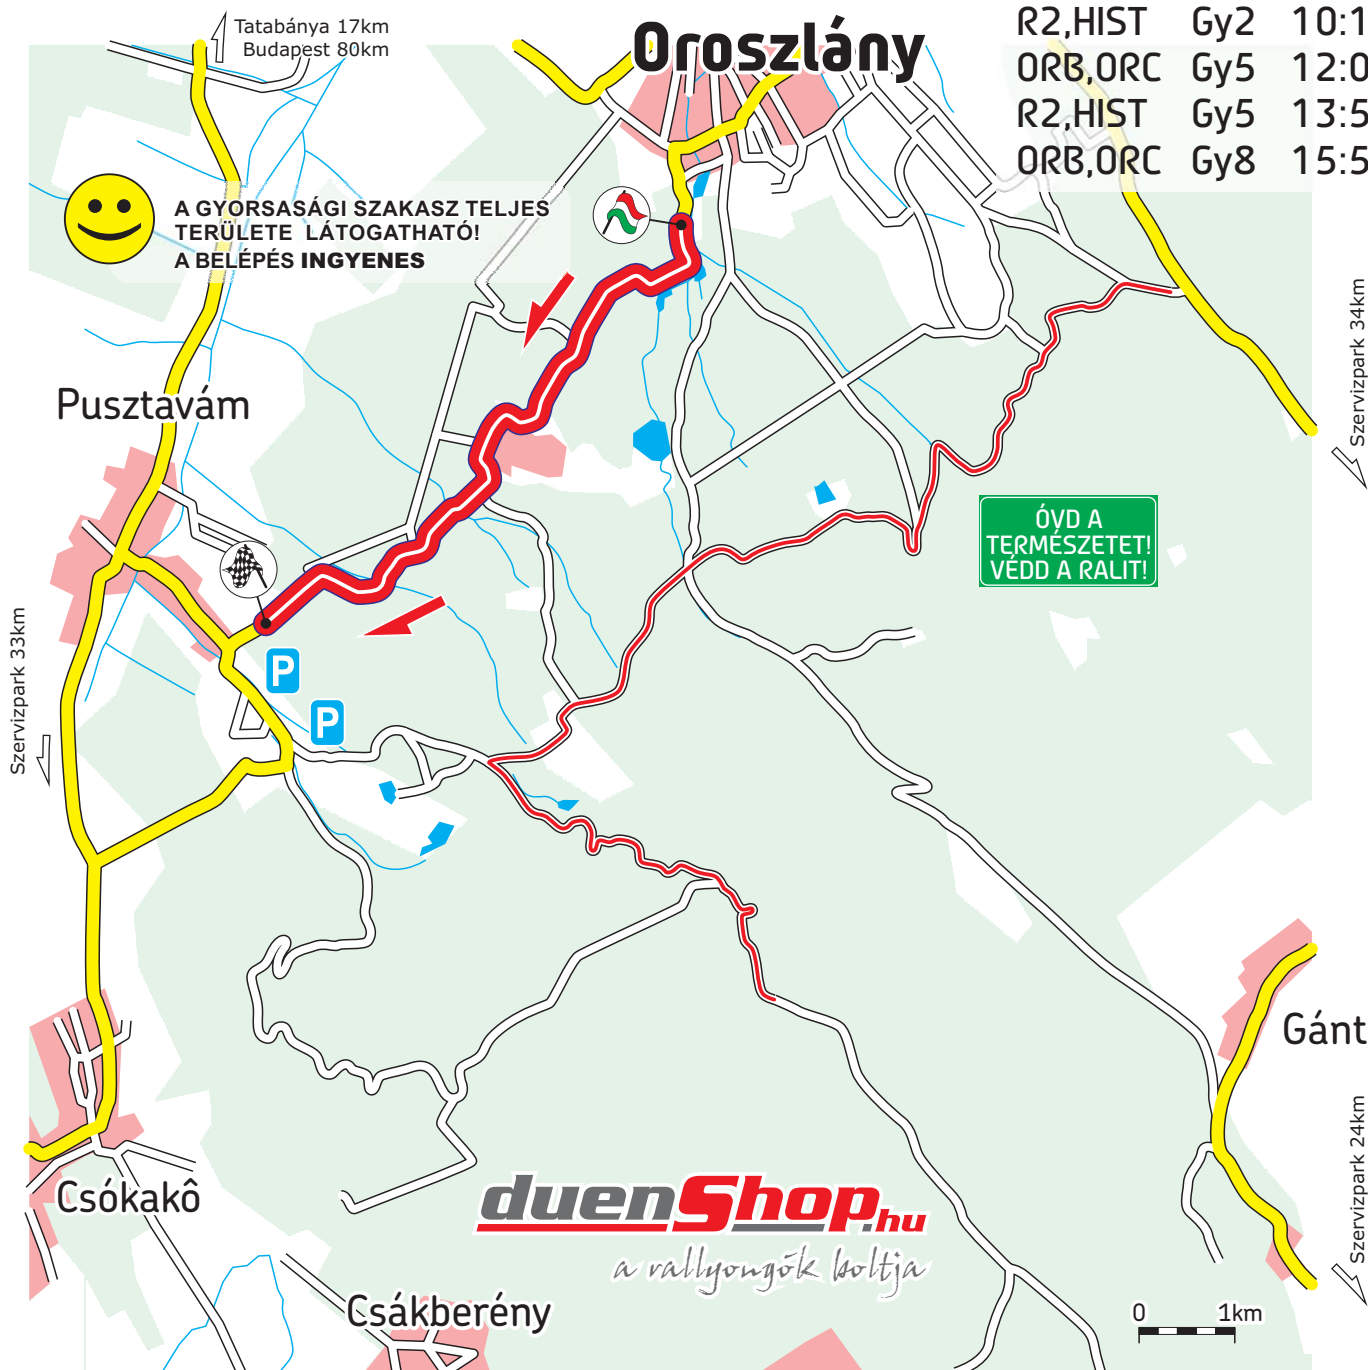 Tatabánya 17km
Budapest 80km
Oroszlány
R2,HIST Gy2 10:1
ORB,ORC Gy5 12:0
R2,HIST Gy5 13:5
ORB,ORC Gy8 15:5
A GYORSASÁGI SZAKASZ TELJES
TERÜLETE LÁTOGATHATÓ!
A BELÉPÉS INGYENES
Szervizpark 34km
Pusztavám
ÓVD A
TERMÉSZETET!
VÉDD A RALIT!
Szervizpark 33km
P
P
Gánt
Szervizpark 24km
Csókakô
duenShop.hu
a rallyongók boltja
Csákberény
0 1km